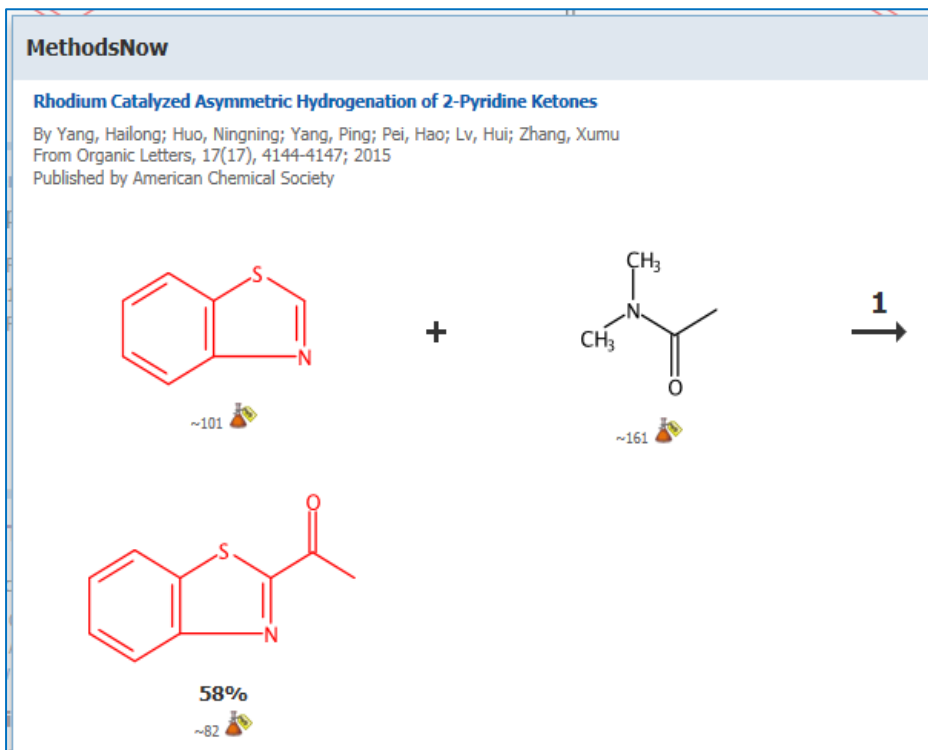 MethodsNow
Rhodium Catalyzed Asymmetric Hydrogenation of 2-Pyridine Ketones
By Yang, Hailong; Huo, Ningning; Yang, Ping; Pei, Hao; Lv, Hui; Zhang, Xumu
From Organic Letters, 17(17), 4144-4147; 2015
Published by American Chemical Society
S
N
~101
+
CH3
N
CH3
O
~161
1
O
S
N
58%
~82